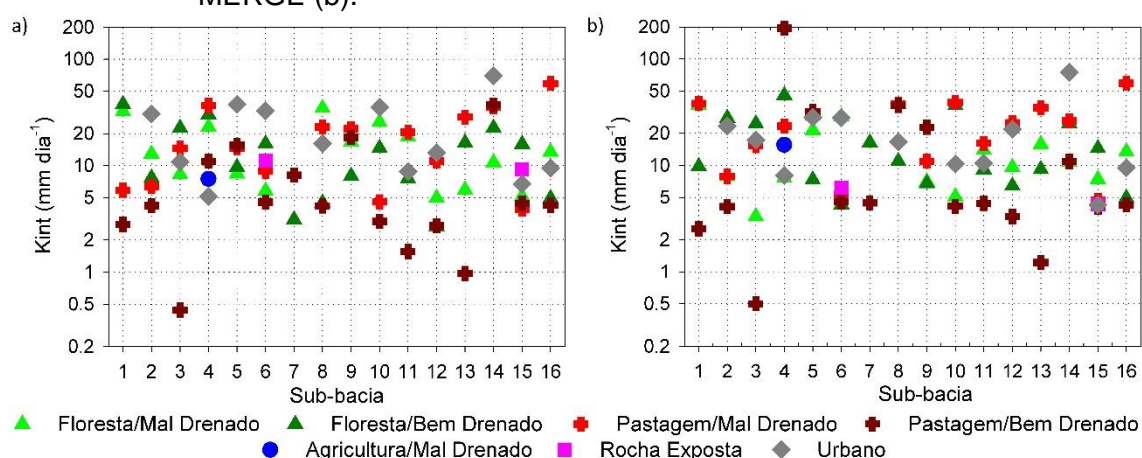 MERGE (b).
a)
b)
Kint (mm dia-1)
200
100
50
20
10
5
2
1
0.5
0.2
1 2 3 4 5 6 7 8 9 10 11 12 13 14 15 16
Sub-bacia
Kint (mm dia-1)
200
100
50
20
10
5
2
1
0.5
0.2
1 2 3 4 5 6 7 8 9 10 11 12 13 14 15 16
Sub-bacia
Floresta/Mal Drenado Floresta/Bem Drenado Pastagem/Mal Drenado Pastagem/Bem Drenado
Agricultura/Mal Drenado Rocha Exposta Urbano